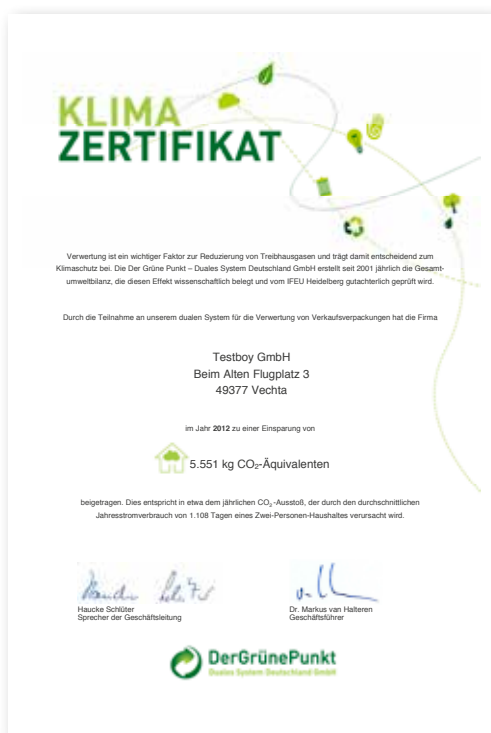 KLIMA
ZERTIFIKAT
Verwertung ist ein wichtiger Faktor zur Reduzierung von Treibhausgasen und trägt damit entscheidend zum
Klimaschutz bei. Die Der Grüne Punkt – Duales System Deutschland GmbH erstellt seit 2001 jährlich die Gesamt-
umweltbilanz, die diesen Effekt wissenschaftlich belegt und vom IFEU Heidelberg gutachterlich geprüft wird.
Durch die Teilnahme an unserem dualen System für die Verwertung von Verkaufsverpackungen hat die Firma
Testboy GmbH
Beim Alten Flugplatz 3
49377 Vechta
im Jahr 2012 zu einer Einsparung von
5.551 kg CO₂-Äquivalenten
beigetragen. Dies entspricht in etwa dem jährlichen CO₂-Ausstoß, der durch den durchschnittlichen
Jahresstromverbrauch von 1.108 Tagen eines Zwei-Personen-Haushaltes verursacht wird.
Haucke Schlüter
Sprecher der Geschäftsleitung
Dr. Markus van Halteren
Geschäftsführer
DerGrünePunkt
Duales System Deutschland GmbH